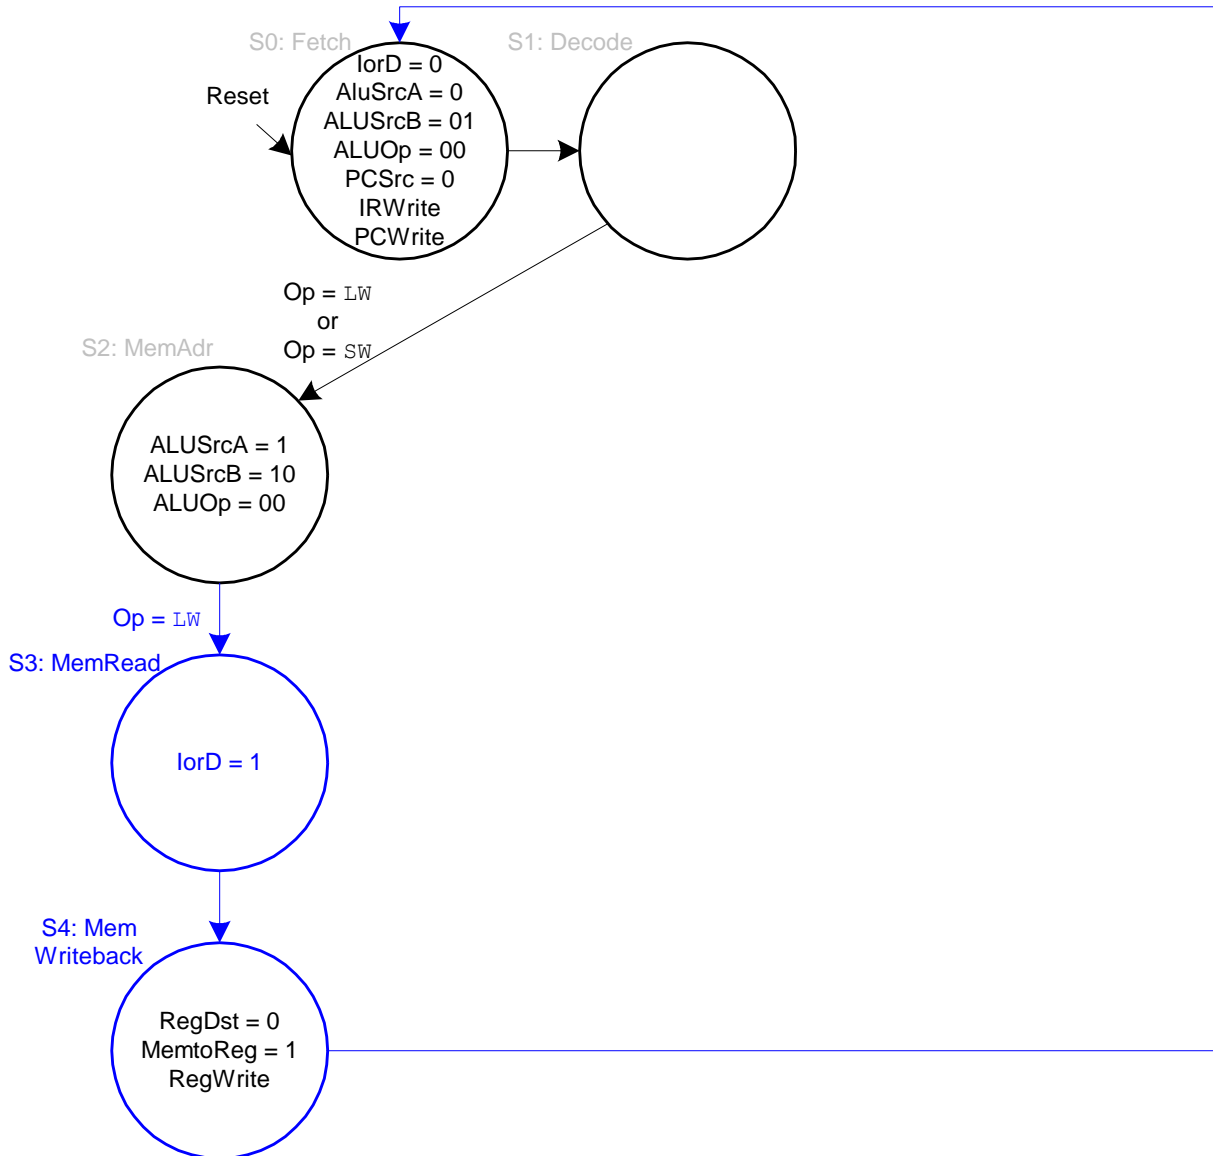 S0: Fetch
S1: Decode
Reset
IorD = 0
AluSrcA = 0
ALUSrcB = 01
ALUOp = 00
PCSrc = 0
IRWrite
PCWrite
Op = LW
or
Op = SW
S2: MemAdr
ALUSrcA = 1
ALUSrcB = 10
ALUOp = 00
Op = LW
S3: MemRead
IorD = 1
S4: Mem
Writeback
RegDst = 0
MemtoReg = 1
RegWrite